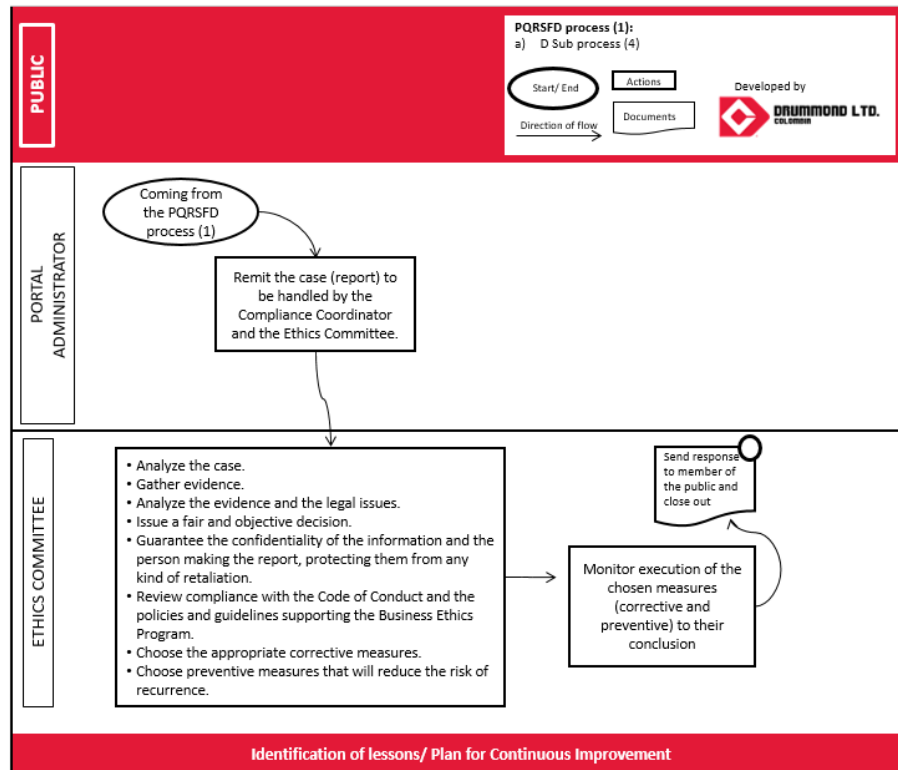 PUBLIC
PQRSFD process (1):
a) D Sub process (4)
Start/ End
Actions
Direction of flow
Documents
Developed by
DRUMMOND LTD.
COLOMBIA
PORTAL
ADMINISTRATOR
Coming from
the PQRSFD
process (1)
Remit the case (report) to
be handled by the
Compliance Coordinator
and the Ethics Committee.
ETHICS COMMITTEE
• Analyze the case.
• Gather evidence.
• Analyze the evidence and the legal issues.
• Issue a fair and objective decision.
• Guarantee the confidentiality of the information and the
person making the report, protecting them from any
kind of retaliation.
• Review compliance with the Code of Conduct and the
policies and guidelines supporting the Business Ethics
Program.
• Choose the appropriate corrective measures.
• Choose preventive measures that will reduce the risk of
recurrence.
Monitor execution of the
chosen measures
(corrective and
preventive) to their
conclusion
Send response
to member of
the public and
close out
Identification of lessons/ Plan for Continuous Improvement